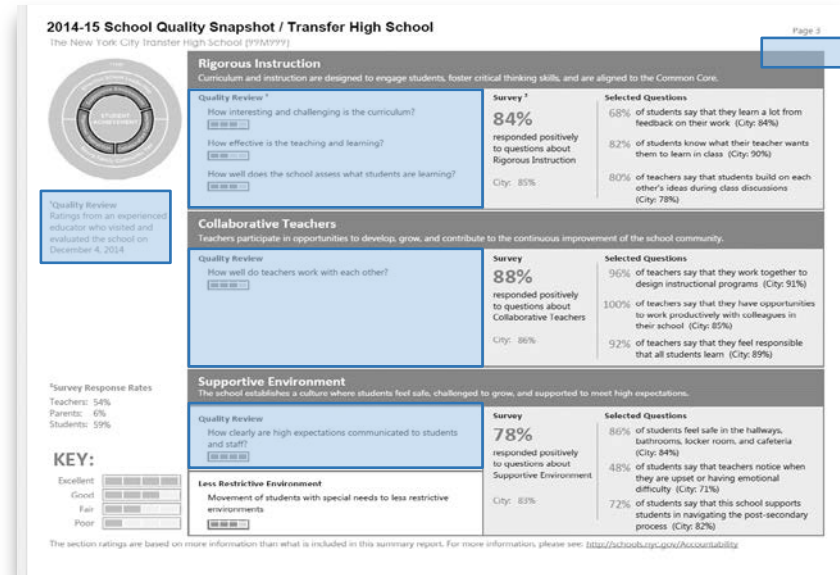 2014-15 School Quality Snapshot / Transfer High School
Page 3
The New York City Transfer High School (99M999)
STUDENT
ACHIEVEMENT
Rigorous Instruction
Curriculum and instruction are designed to engage students, foster critical thinking skills, and are aligned to the Common Core.
Quality Review ¹
How interesting and challenging is the curriculum?
How effective is the teaching and learning?
How well does the school assess what students are learning?
Survey ²
84%
responded positively
to questions about
Rigorous Instruction
City: 85%
Selected Questions
68% of students say that they learn a lot from
feedback on their work (City: 84%)
82% of students know what their teacher wants
them to learn in class (City: 90%)
80% of teachers say that students build on each
other's ideas during class discussions
(City: 78%)
¹Quality Review
Ratings from an experienced
educator who visited and
evaluated the school on
December 4, 2014
Collaborative Teachers
Teachers participate in opportunities to develop, grow, and contribute to the continuous improvement of the school community.
Quality Review
How well do teachers work with each other?
Survey
88%
responded positively
to questions about
Collaborative Teachers
City: 86%
Selected Questions
96% of teachers say that they work together to
design instructional programs (City: 91%)
100% of teachers say that they have opportunities
to work productively with colleagues in
their school (City: 85%)
92% of teachers say that they feel responsible
that all students learn (City: 89%)
Supportive Environment
The school establishes a culture where students feel safe, challenged to grow, and supported to meet high expectations.
Quality Review
How clearly are high expectations communicated to students
and staff?
Less Restrictive Environment
Movement of students with special needs to less restrictive
environments
Survey
78%
responded positively
to questions about
Supportive Environment
City: 83%
Selected Questions
86% of students feel safe in the hallways,
bathrooms, locker room, and cafeteria
(City: 84%)
48% of students say that teachers notice when
they are upset or having emotional
difficulty (City: 71%)
72% of students say that this school supports
students in navigating the post-secondary
process (City: 82%)
²Survey Response Rates
Teachers: 54%
Parents: 6%
Students: 59%
KEY:
Excellent
Good
Fair
Poor
The section ratings are based on more information than what is included in this summary report. For more information, please see: http://schools.nyc.gov/Accountability